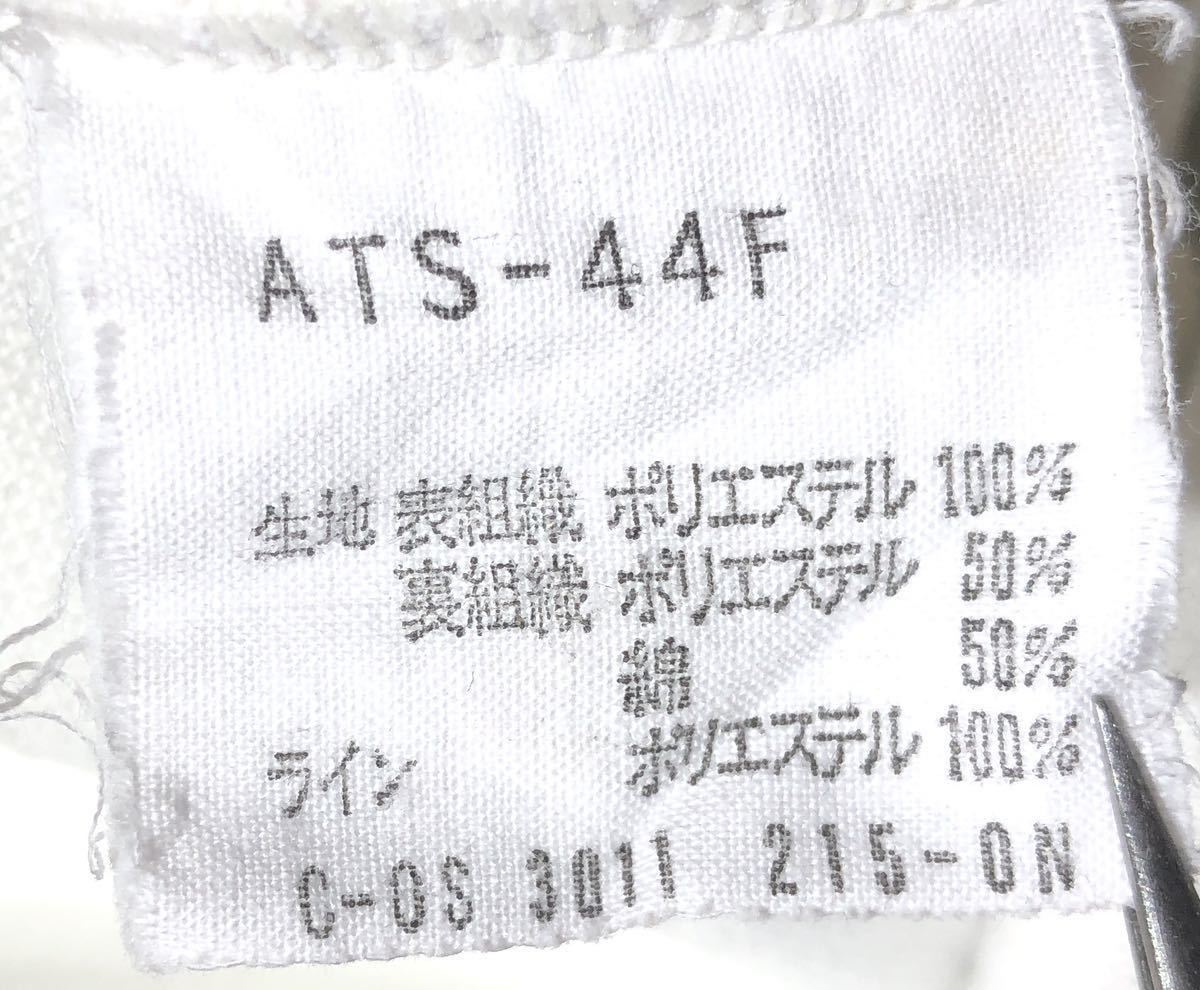 ATS-44F
生地 表組織 ポリエステル 100%
裏組織 ポリエステル 50%
綿 50%
ライン ポリエステル 100%
C-OS 3011 215-ON